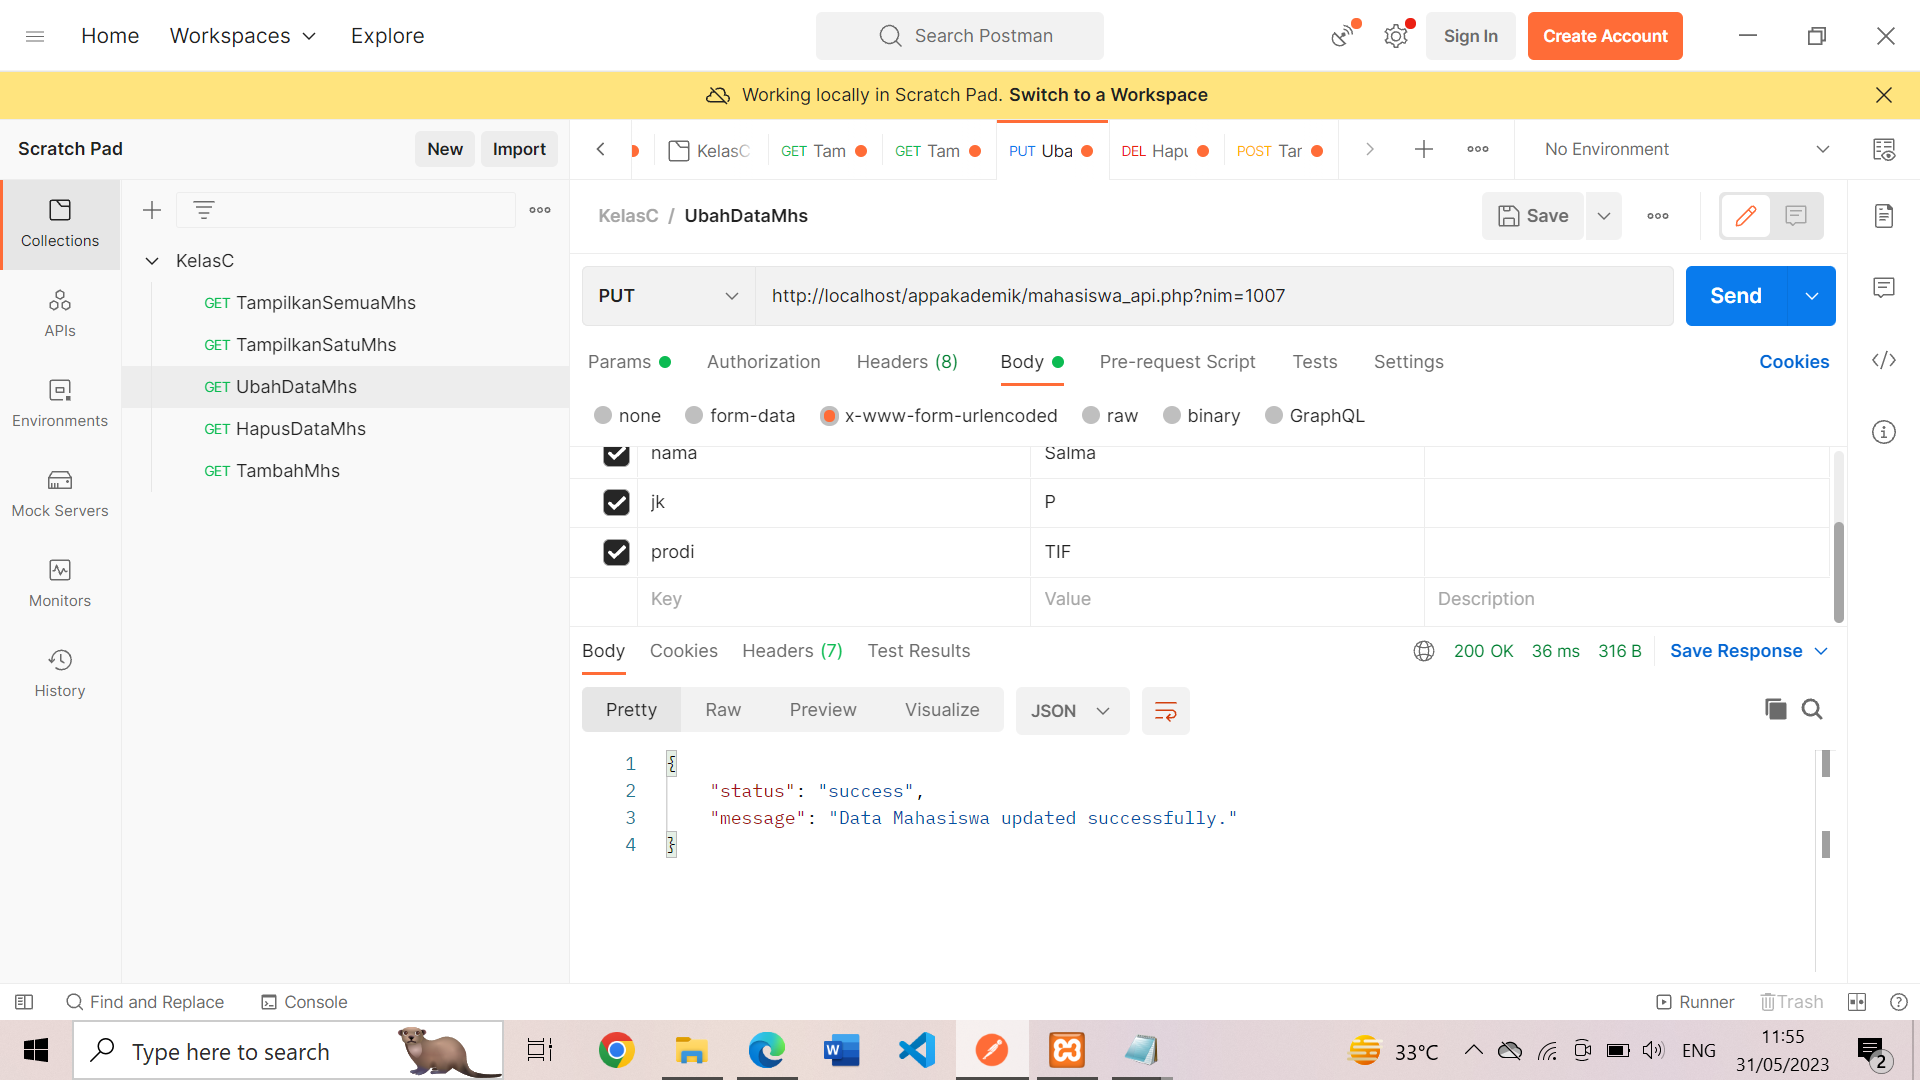 Home Workspaces Explore Search Postman Sign In Create Account
Working locally in Scratch Pad. Switch to a Workspace
Scratch Pad New Import
KelasC GET Tam GET Tam PUT Uba DEL Hapu POST Tar No Environment
Collections
APIs
Environments
Mock Servers
Monitors
History
KelasC
GET TampilkanSemuaMhs
GET TampilkanSatuMhs
GET UbahDataMhs
GET HapusDataMhs
GET TambahMhs
KelasC / UbahDataMhs Save
PUT http://localhost/appakademik/mahasiswa_api.php?nim=1007 Send
Params Authorization Headers (8) Body Pre-request Script Tests Settings Cookies
none form-data x-www-form-urlencoded raw binary GraphQL
nama Salma
jk P
prodi TIF
Key Value Description
Body Cookies Headers (7) Test Results 200 OK 36 ms 316 B Save Response
Pretty Raw Preview Visualize JSON
1 {
2 "status": "success",
3 "message": "Data Mahasiswa updated successfully."
4 }
Find and Replace Console Runner Trash
Type here to search 33°C ENG
11:55
31/05/2023
2